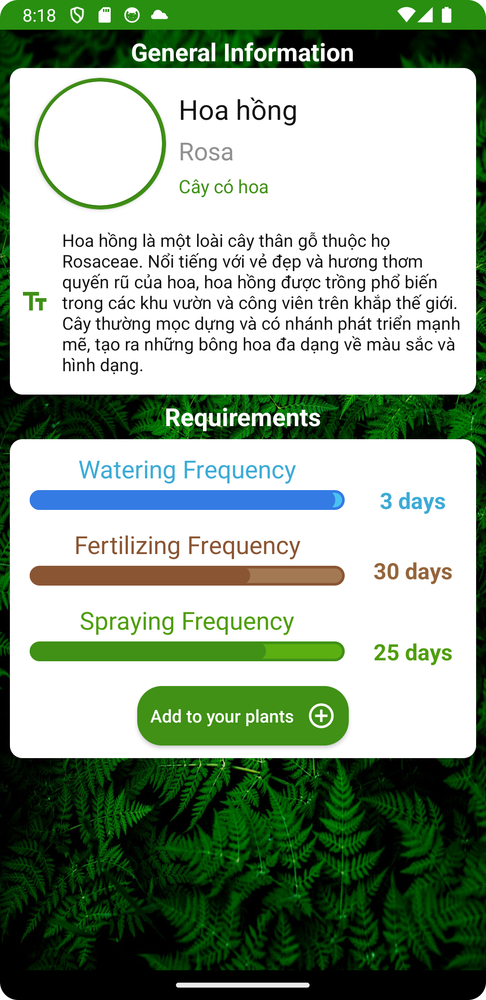 8:18
General Information
Hoa hồng
Rosa
Cây có hoa
Hoa hồng là một loài cây thân gỗ thuộc họ
Rosaceae. Nổi tiếng với vẻ đẹp và hương thơm
quyến rũ của hoa, hoa hồng được trồng phổ biến
trong các khu vườn và công viên trên khắp thế giới.
Cây thường mọc dựng và có nhánh phát triển mạnh
mẽ, tạo ra những bông hoa đa dạng về màu sắc và
hình dạng.
Requirements
Watering Frequency
3 days
Fertilizing Frequency
30 days
Spraying Frequency
25 days
Add to your plants